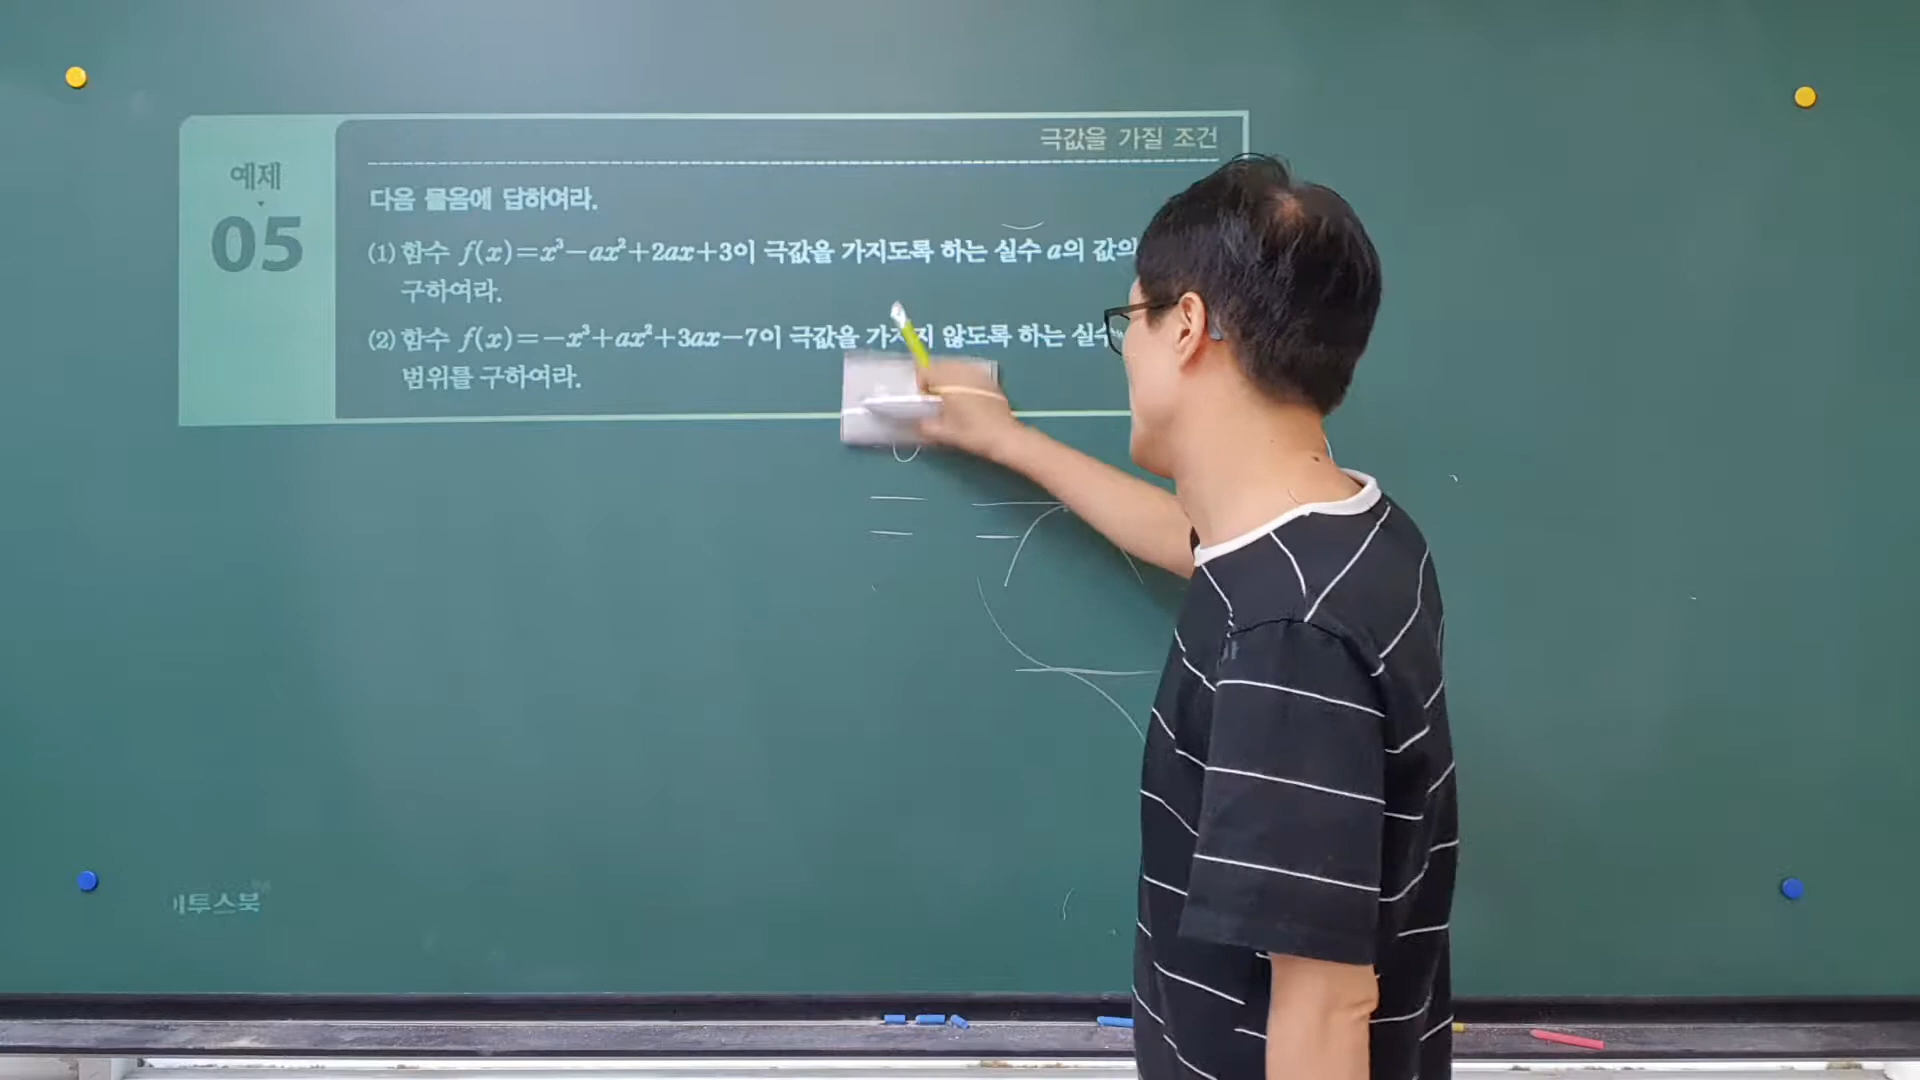 극값을 가질 조건
예제
05
다음 물음에 답하여라.
(1) 함수 f(x)=x³-ax²+2ax+3이 극값을 가지도록 하는 실수 a의 값의
구하여라.
(2) 함수 f(x)=-x³+ax²+3ax-7이 극값을 가지지 않도록 하는 실수
범위를 구하여라.
이투스북